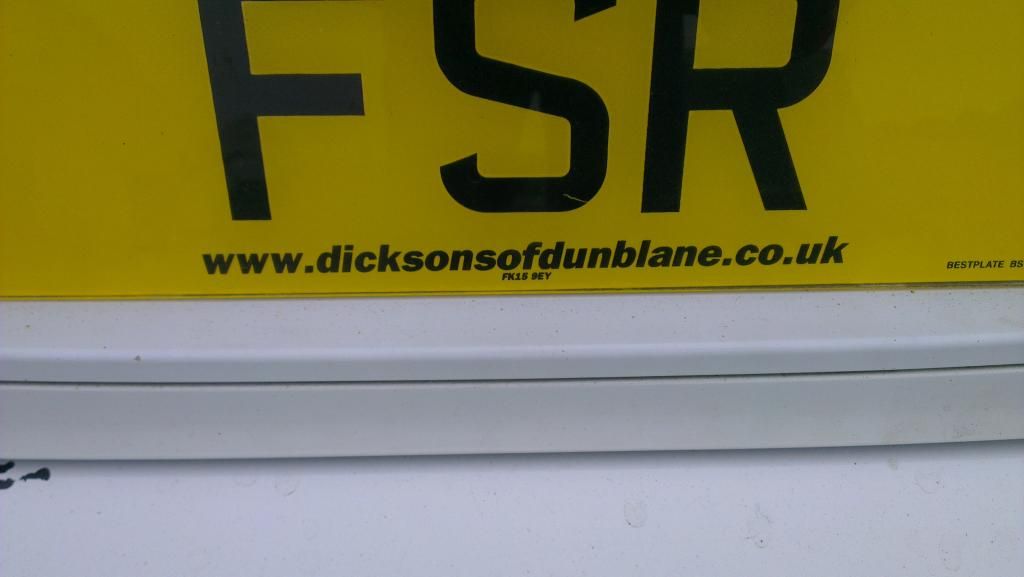 FSR
www.dicksonsofdunblane.co.uk
FK15 9EY
BESTPLATE BS